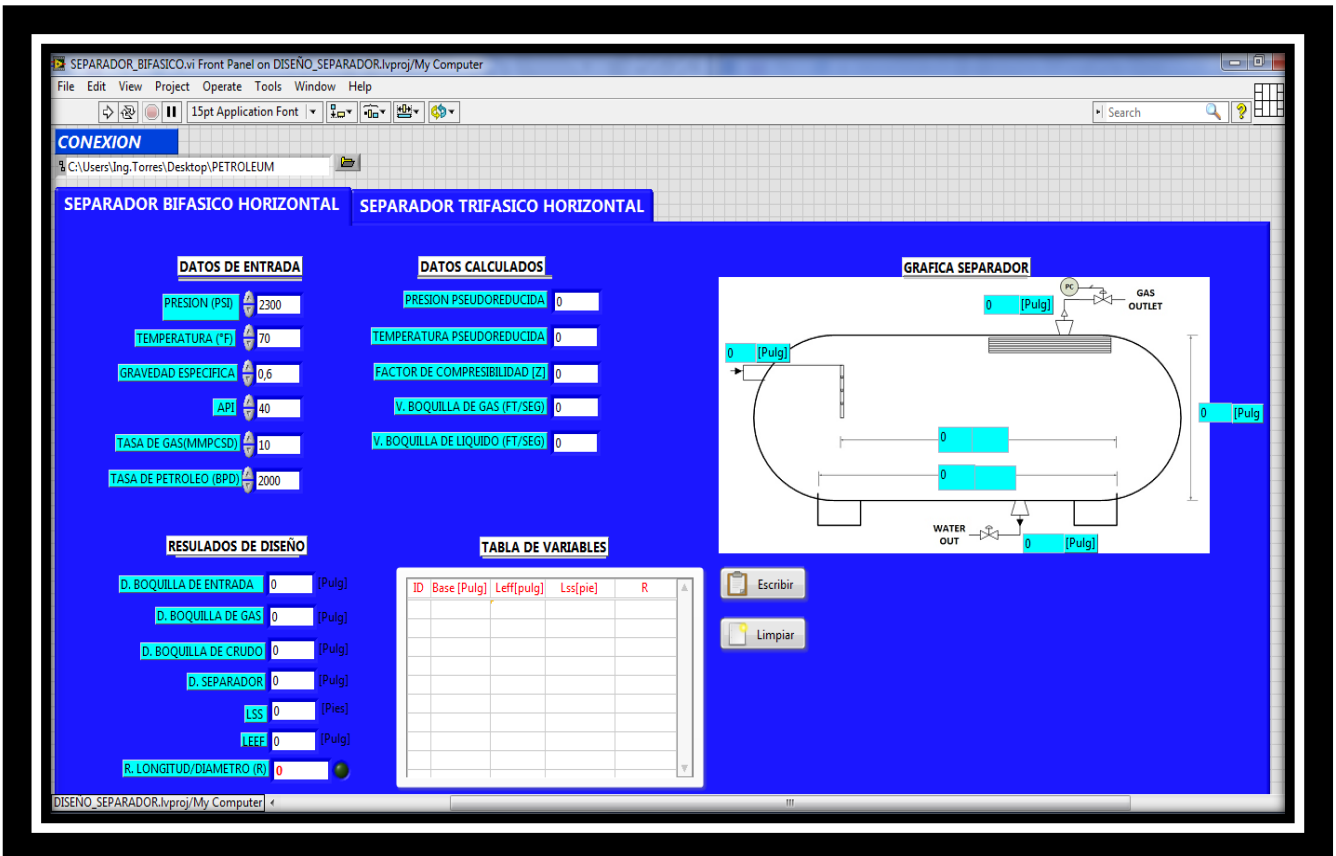 SEPARADOR_BIFASICO.vi Front Panel on DISEÑO_SEPARADOR.lvproj/My Computer
File Edit View Project Operate Tools Window Help
15pt Application Font
Search
CONEXION
C:\Users\Ing.Torres\Desktop\PETROLEUM
SEPARADOR BIFASICO HORIZONTAL
SEPARADOR TRIFASICO HORIZONTAL
DATOS DE ENTRADA
PRESION (PSI) 2300
TEMPERATURA (°F) 70
GRAVEDAD ESPECIFICA 0,6
API 40
TASA DE GAS(MMPCSD) 10
TASA DE PETROLEO (BPD) 2000
DATOS CALCULADOS
PRESION PSEUDOREDUCIDA 0
TEMPERATURA PSEUDOREDUCIDA 0
FACTOR DE COMPRESIBILIDAD [Z] 0
V. BOQUILLA DE GAS (FT/SEG) 0
V. BOQUILLA DE LIQUIDO (FT/SEG) 0
GRAFICA SEPARADOR
PC
GAS
OUTLET
0 [Pulg]
0 [Pulg]
0 [Pulg
0
0
WATER
OUT
0 [Pulg]
RESULADOS DE DISEÑO
D. BOQUILLA DE ENTRADA 0 [Pulg]
D. BOQUILLA DE GAS 0 [Pulg]
D. BOQUILLA DE CRUDO 0 [Pulg]
D. SEPARADOR 0 [Pulg]
LSS 0 [Pies]
LEEF 0 [Pulg]
R. LONGITUD/DIAMETRO (R) 0
TABLA DE VARIABLES
ID Base [Pulg] Leff[pulg] Lss[pie] R
Escribir
Limpiar
DISEÑO_SEPARADOR.lvproj/My Computer